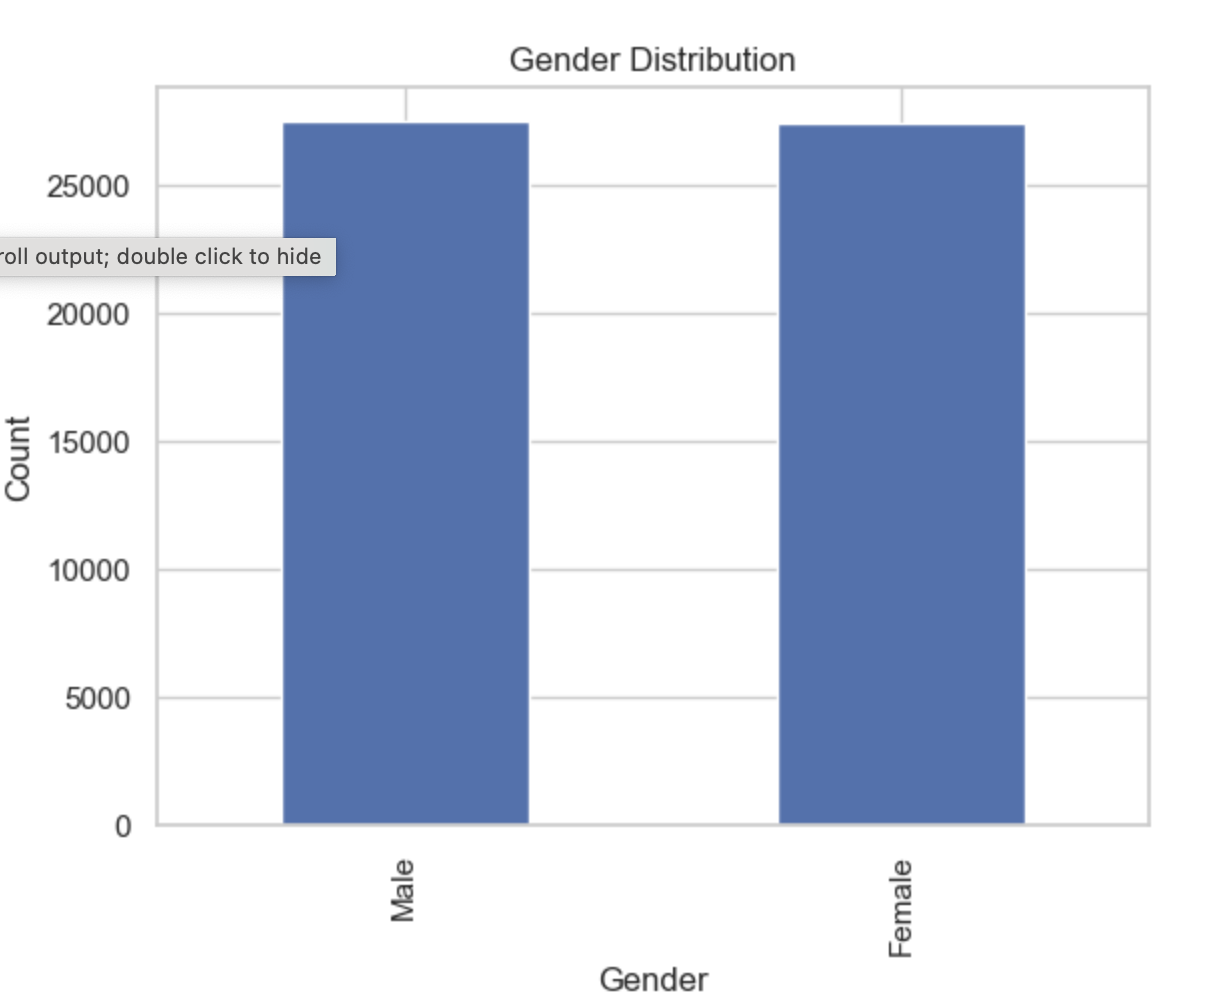 Gender Distribution
25000
roll output; double click to hide
20000
Count
15000
10000
5000
0
Male
Female
Gender